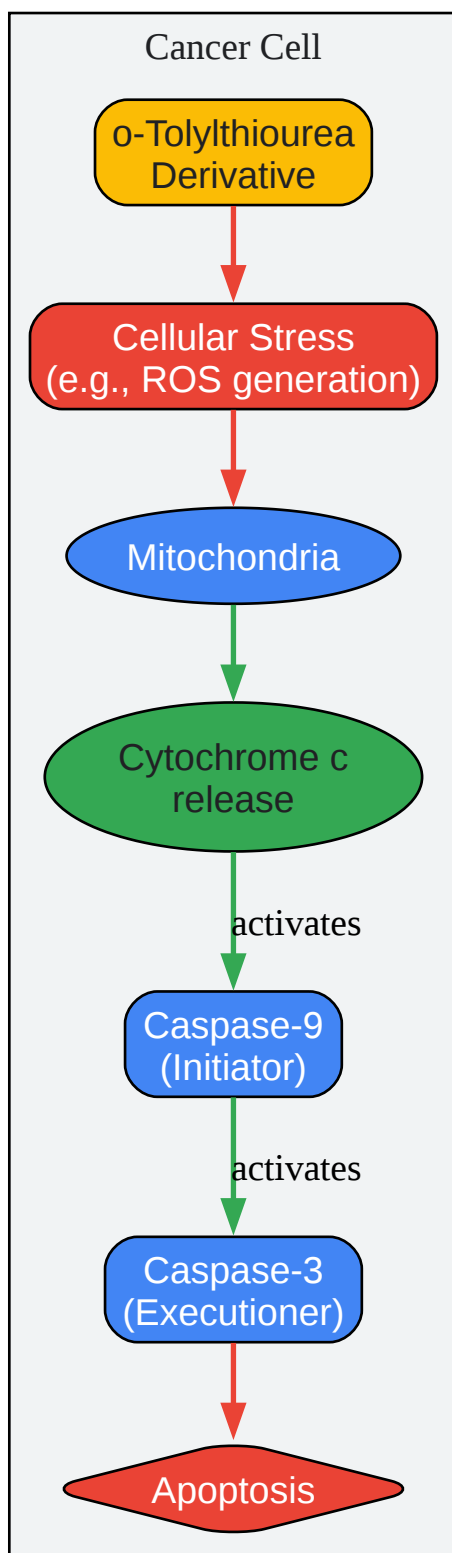 Cancer Cell
o-Tolylthiourea
Derivative
Cellular Stress
(e.g., ROS generation)
Mitochondria
Cytochrome c
release
activates
Caspase-9
(Initiator)
activates
Caspase-3
(Executioner)
Apoptosis